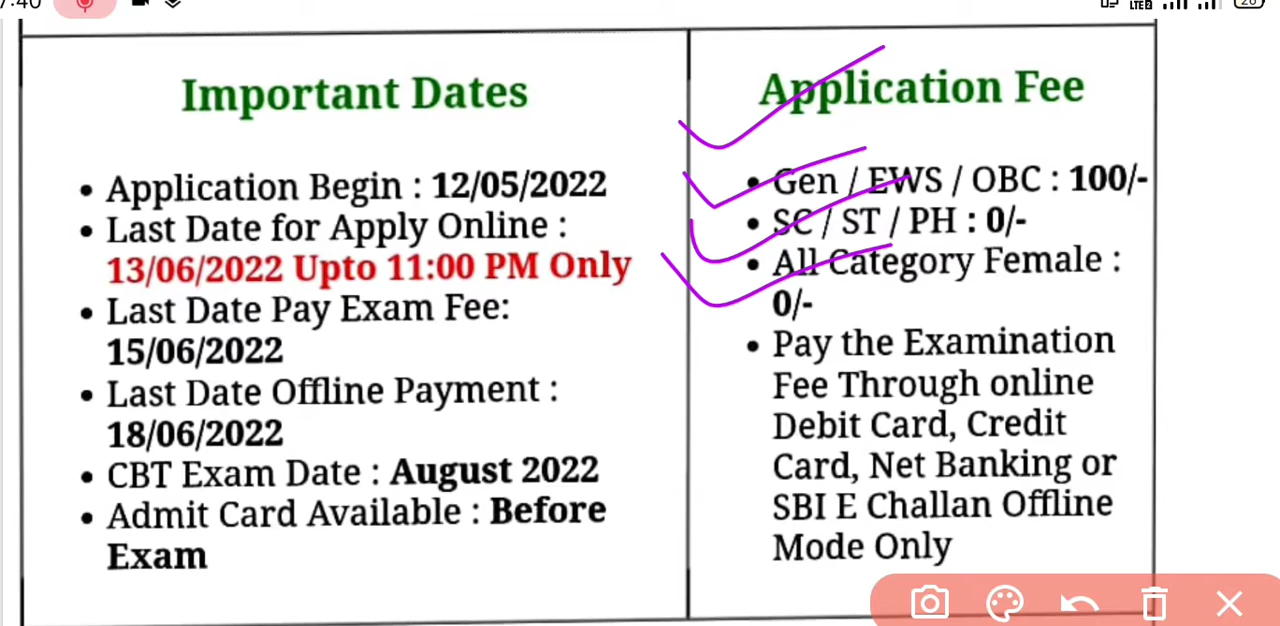 7:40
LTE2
26
Important Dates
Application Begin : 12/05/2022
Last Date for Apply Online :
13/06/2022 Upto 11:00 PM Only
Last Date Pay Exam Fee:
15/06/2022
Last Date Offline Payment :
18/06/2022
CBT Exam Date : August 2022
Admit Card Available : Before
Exam
Application Fee
Gen / EWS / OBC : 100/-
SC / ST / PH : 0/-
All Category Female :
0/-
Pay the Examination
Fee Through online
Debit Card, Credit
Card, Net Banking or
SBI E Challan Offline
Mode Only